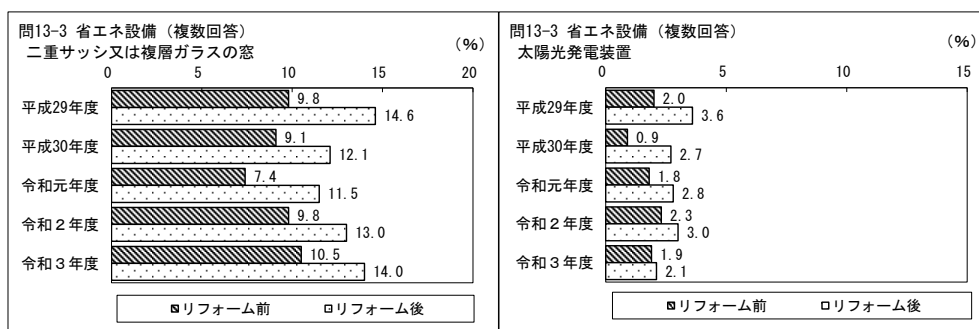 問13-3 省エネ設備（複数回答）
二重サッシ又は複層ガラスの窓
(%)
0 5 10 15 20
平成29年度
9.8
14.6
平成30年度
9.1
12.1
令和元年度
7.4
11.5
令和２年度
9.8
13.0
令和３年度
10.5
14.0
リフォーム前 リフォーム後
問13-3 省エネ設備（複数回答）
太陽光発電装置
(%)
0 5 10 15
平成29年度
2.0
3.6
平成30年度
0.9
2.7
令和元年度
1.8
2.8
令和２年度
2.3
3.0
令和３年度
1.9
2.1
リフォーム前 リフォーム後